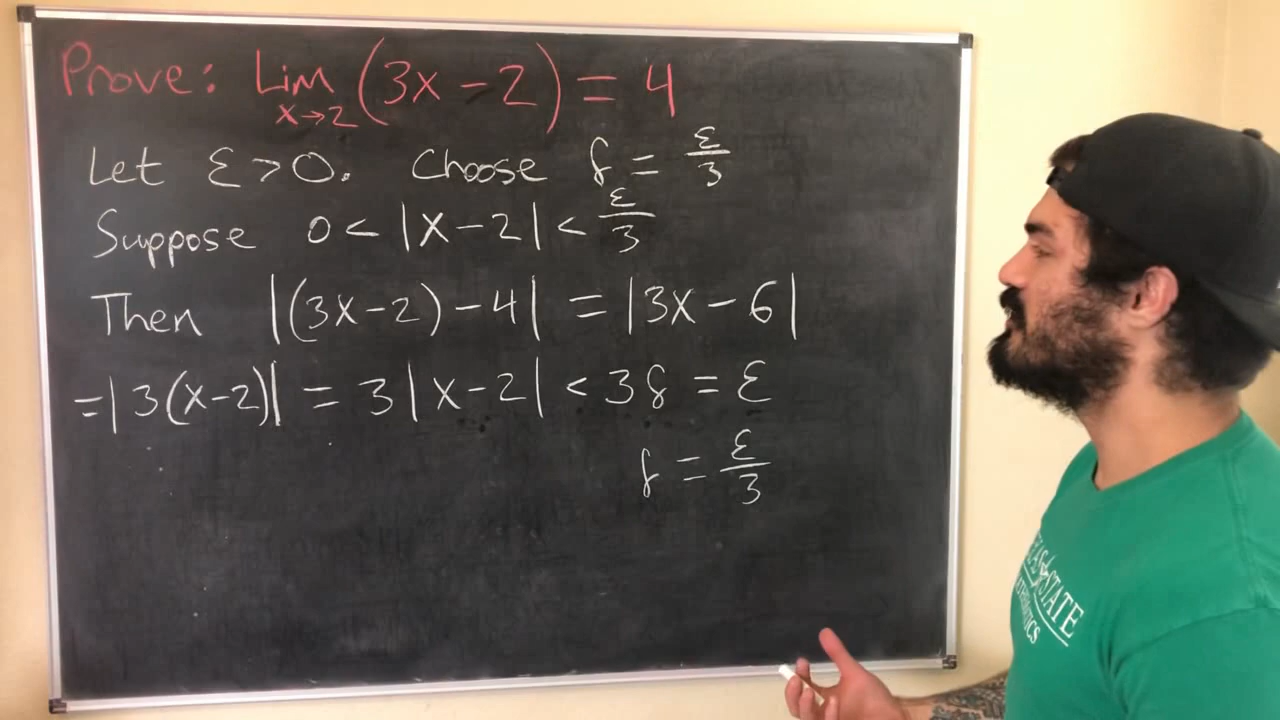 Prove: Lim (3x-2) = 4
x→2
Let ε>0. Choose δ = ε/3
Suppose 0 < |x-2| < ε/3
Then |(3x-2)-4| = |3x-6|
=|3(x-2)| = 3|x-2| < 3δ = ε
δ = ε/3
STATE